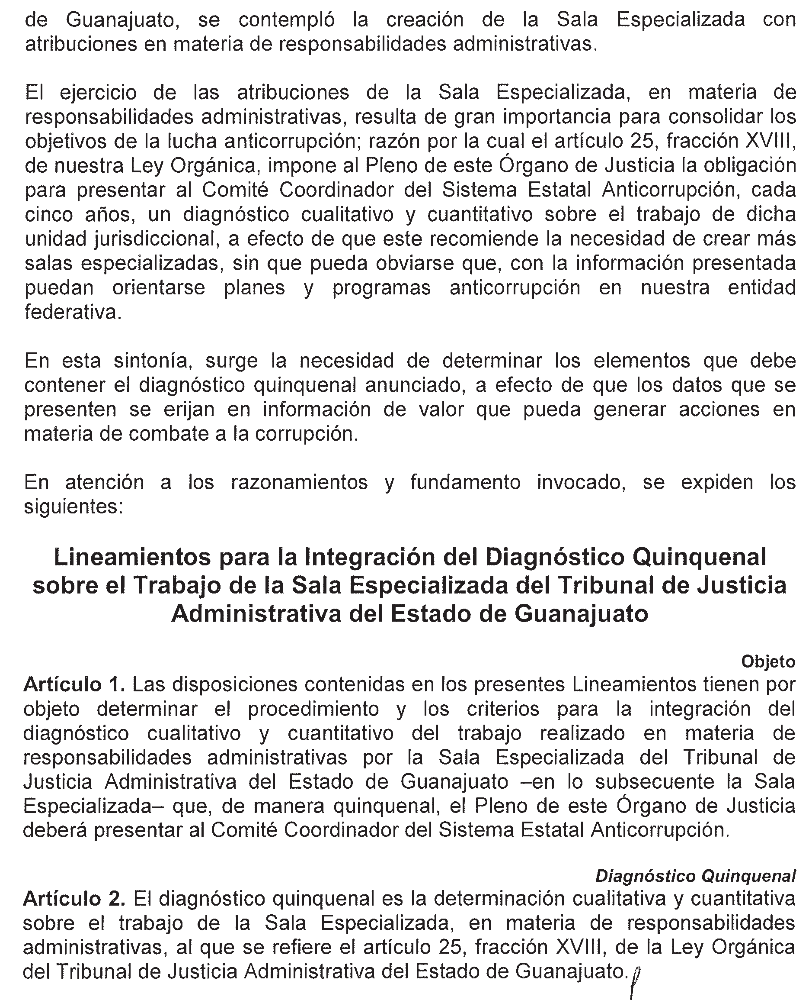 de Guanajuato, se contempló la creación de la Sala Especializada con
atribuciones en materia de responsabilidades administrativas.
El ejercicio de las atribuciones de la Sala Especializada, en materia de
responsabilidades administrativas, resulta de gran importancia para consolidar los
objetivos de la lucha anticorrupción; razón por la cual el artículo 25, fracción XVIII,
de nuestra Ley Orgánica, impone al Pleno de este Órgano de Justicia la obligación
para presentar al Comité Coordinador del Sistema Estatal Anticorrupción, cada
cinco años, un diagnóstico cualitativo y cuantitativo sobre el trabajo de dicha
unidad jurisdiccional, a efecto de que este recomiende la necesidad de crear más
salas especializadas, sin que pueda obviarse que, con la información presentada
puedan orientarse planes y programas anticorrupción en nuestra entidad
federativa.
En esta sintonía, surge la necesidad de determinar los elementos que debe
contener el diagnóstico quinquenal anunciado, a efecto de que los datos que se
presenten se erijan en información de valor que pueda generar acciones en
materia de combate a la corrupción.
En atención a los razonamientos y fundamento invocado, se expiden los
siguientes:
Lineamientos para la Integración del Diagnóstico Quinquenal
sobre el Trabajo de la Sala Especializada del Tribunal de Justicia
Administrativa del Estado de Guanajuato
Objeto
Artículo 1. Las disposiciones contenidas en los presentes Lineamientos tienen por
objeto determinar el procedimiento y los criterios para la integración del
diagnóstico cualitativo y cuantitativo del trabajo realizado en materia de
responsabilidades administrativas por la Sala Especializada del Tribunal de
Justicia Administrativa del Estado de Guanajuato –en lo subsecuente la Sala
Especializada– que, de manera quinquenal, el Pleno de este Órgano de Justicia
deberá presentar al Comité Coordinador del Sistema Estatal Anticorrupción.
Diagnóstico Quinquenal
Artículo 2. El diagnóstico quinquenal es la determinación cualitativa y cuantitativa
sobre el trabajo de la Sala Especializada, en materia de responsabilidades
administrativas, al que se refiere el artículo 25, fracción XVIII, de la Ley Orgánica
del Tribunal de Justicia Administrativa del Estado de Guanajuato.